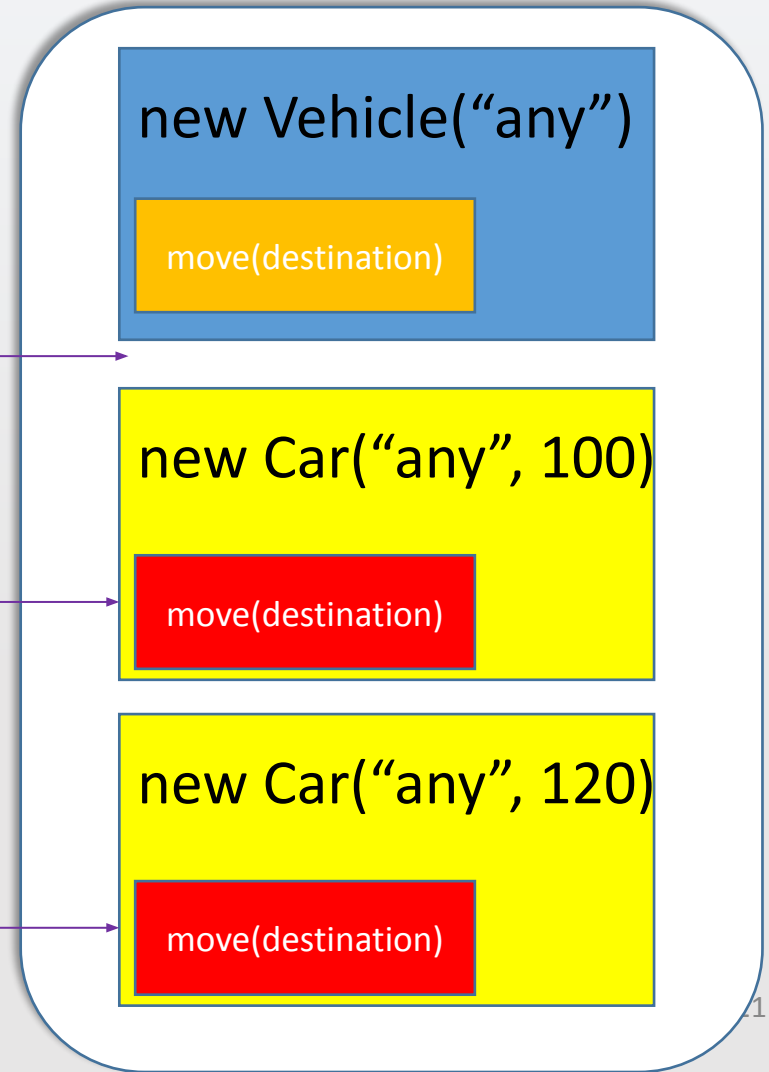 new Vehicle(“any”)
move(destination)
new Car(“any”, 100)
move(destination)
new Car(“any”, 120)
move(destination)